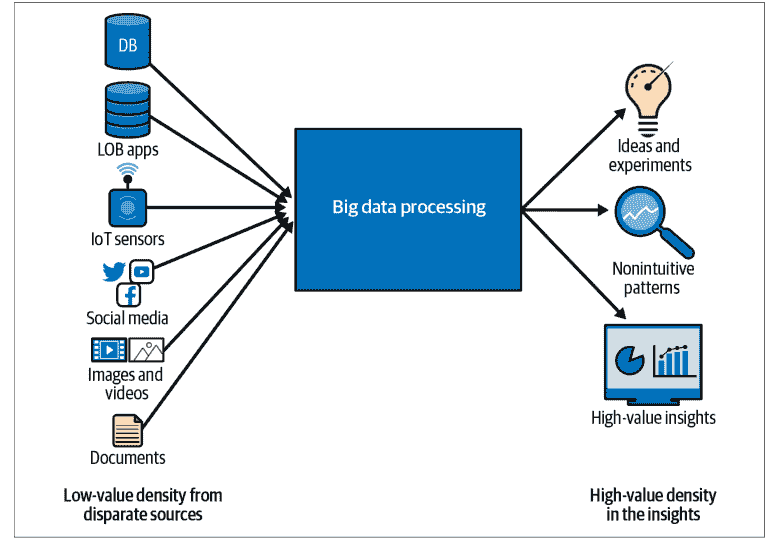 DB
LOB apps
IoT sensors
Social media
Images and
videos
Documents
Low-value density from
disparate sources
Big data processing
Ideas and
experiments
Nonintuitive
patterns
High-value insights
High-value density
in the insights